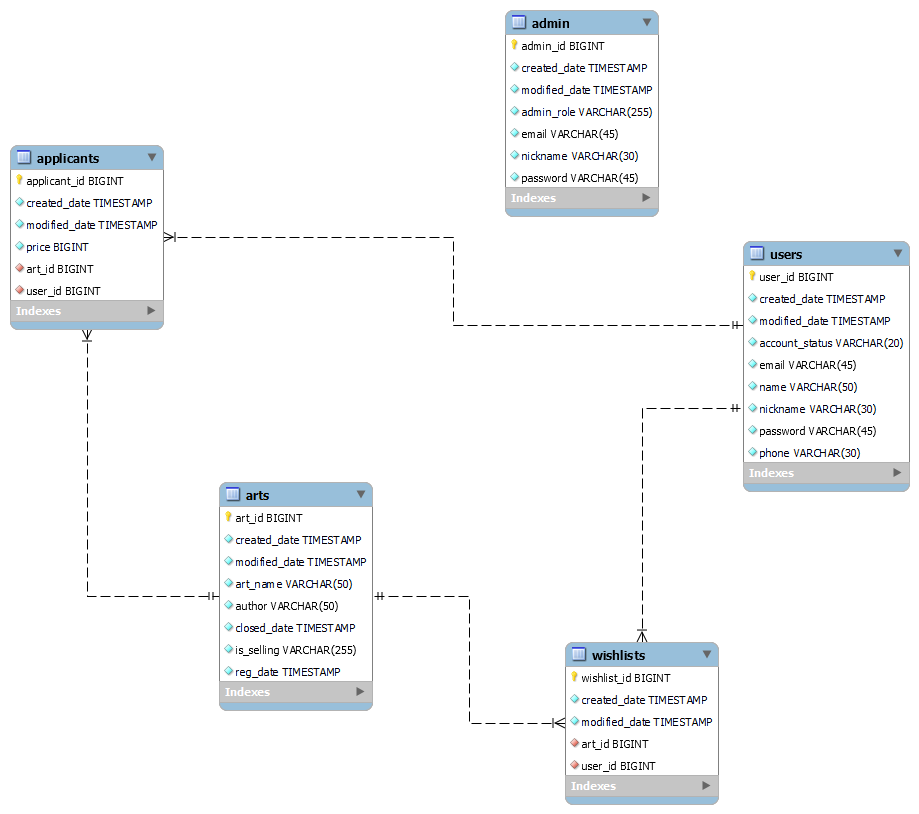 admin
admin_id BIGINT
created_date TIMESTAMP
modified_date TIMESTAMP
admin_role VARCHAR(255)
email VARCHAR(45)
nickname VARCHAR(30)
password VARCHAR(45)
Indexes
applicants
applicant_id BIGINT
created_date TIMESTAMP
modified_date TIMESTAMP
price BIGINT
art_id BIGINT
user_id BIGINT
Indexes
users
user_id BIGINT
created_date TIMESTAMP
modified_date TIMESTAMP
account_status VARCHAR(20)
email VARCHAR(45)
name VARCHAR(50)
nickname VARCHAR(30)
password VARCHAR(45)
phone VARCHAR(30)
Indexes
arts
art_id BIGINT
created_date TIMESTAMP
modified_date TIMESTAMP
art_name VARCHAR(50)
author VARCHAR(50)
closed_date TIMESTAMP
is_selling VARCHAR(255)
reg_date TIMESTAMP
Indexes
wishlists
wishlist_id BIGINT
created_date TIMESTAMP
modified_date TIMESTAMP
art_id BIGINT
user_id BIGINT
Indexes